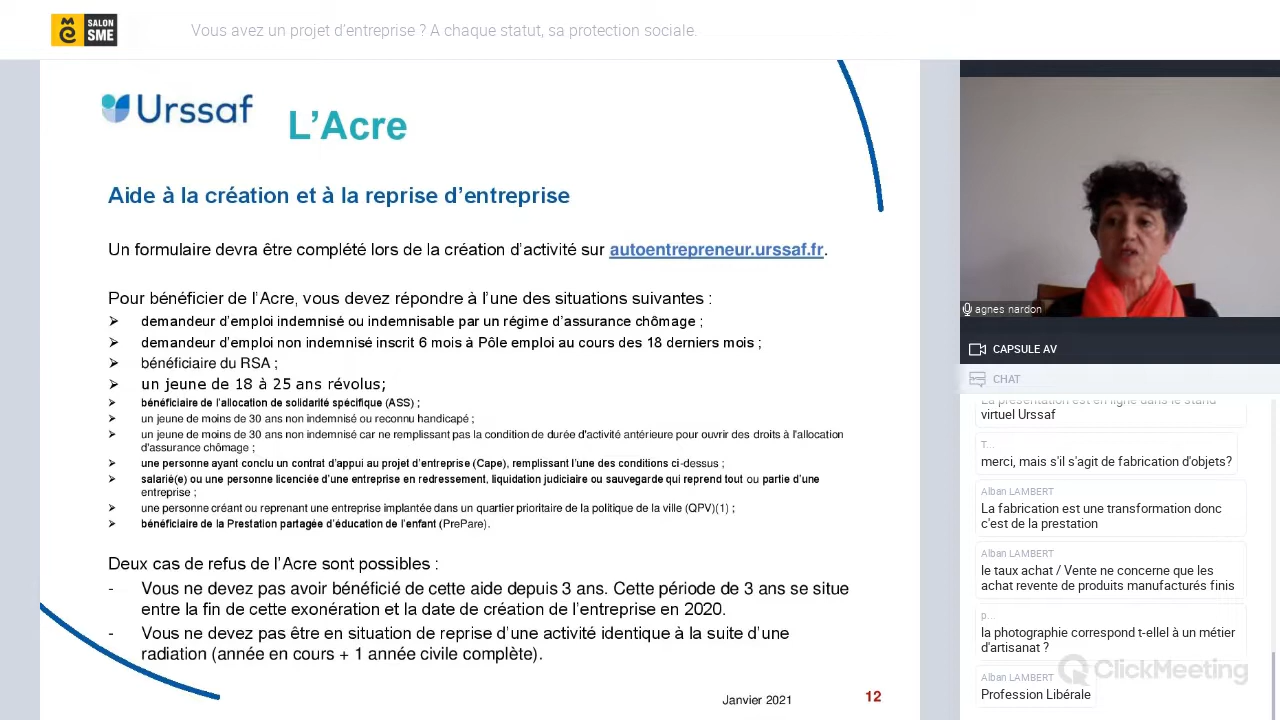 SALON
SME
Vous avez un projet d'entreprise ? A chaque statut, sa protection sociale.
Urssaf
L'Acre
Aide à la création et à la reprise d'entreprise
Un formulaire devra être complété lors de la création d'activité sur autoentrepreneur.urssaf.fr.
Pour bénéficier de l'Acre, vous devez répondre à l'une des situations suivantes :
➢ demandeur d'emploi indemnisé ou indemnisable par un régime d'assurance chômage ;
➢ demandeur d'emploi non indemnisé inscrit 6 mois à Pôle emploi au cours des 18 derniers mois ;
➢ bénéficiaire du RSA ;
➢ un jeune de 18 à 25 ans révolus;
➢ bénéficiaire de l'allocation de solidarité spécifique (ASS) ;
➢ un jeune de moins de 30 ans non indemnisé ou reconnu handicapé ;
➢ un jeune de moins de 30 ans non indemnisé car ne remplissant pas la condition de durée d'activité antérieure pour ouvrir des droits à l'allocation
d'assurance chômage ;
➢ une personne ayant conclu un contrat d'appui au projet d'entreprise (Cape), remplissant l'une des conditions ci-dessus ;
➢ salarié(e) ou une personne licenciée d'une entreprise en redressement, liquidation judiciaire ou sauvegarde qui reprend tout ou partie d'une
entreprise ;
➢ une personne créant ou reprenant une entreprise implantée dans un quartier prioritaire de la politique de la ville (QPV)(1) ;
➢ bénéficiaire de la Prestation partagée d'éducation de l'enfant (PrePare).
Deux cas de refus de l'Acre sont possibles :
- Vous ne devez pas avoir bénéficié de cette aide depuis 3 ans. Cette période de 3 ans se situe
entre la fin de cette exonération et la date de création de l'entreprise en 2020.
- Vous ne devez pas être en situation de reprise d'une activité identique à la suite d'une
radiation (année en cours + 1 année civile complète).
Janvier 2021
12
agnes nardon
CAPSULE AV
CHAT
La présentation est en ligne dans le stand
virtuel Urssaf
T...
merci, mais s'il s'agit de fabrication d'objets?
Alban LAMBERT
La fabrication est une transformation donc
c'est de la prestation
Alban LAMBERT
le taux achat / Vente ne concerne que les
achat revente de produits manufacturés finis
p...
la photographie correspond t-ellel à un métier
d'artisanat ?
Alban LAMBERT
Profession Libérale
ClickMeeting